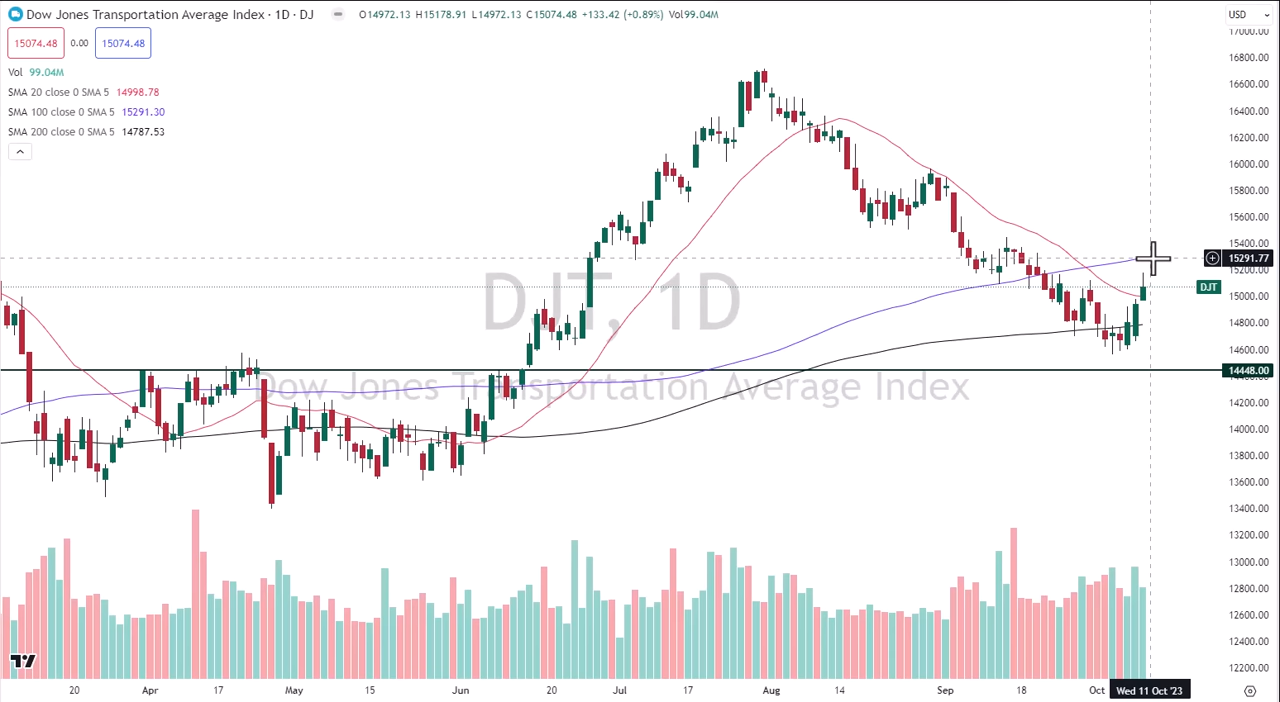 Dow Jones Transportation Average Index · 1D · DJ O14972.13 H15178.91 L14972.13 C15074.48 +133.42 (+0.89%) Vol99.04M
USD
15074.48 0.00 15074.48
Vol 99.04M
SMA 20 close 0 SMA 5 14998.78
SMA 100 close 0 SMA 5 15291.30
SMA 200 close 0 SMA 5 14787.53
DJT, 1D
Dow Jones Transportation Average Index
17000.00
16800.00
16600.00
16400.00
16200.00
16000.00
15800.00
15600.00
15400.00
15291.77
15200.00
DJT
15000.00
14800.00
14600.00
14448.00
14200.00
14000.00
13800.00
13600.00
13400.00
13200.00
13000.00
12800.00
12600.00
12400.00
12200.00
20 Apr 17 May 15 Jun 20 Jul 17 Aug 14 Sep 18 Oct Wed 11 Oct '23